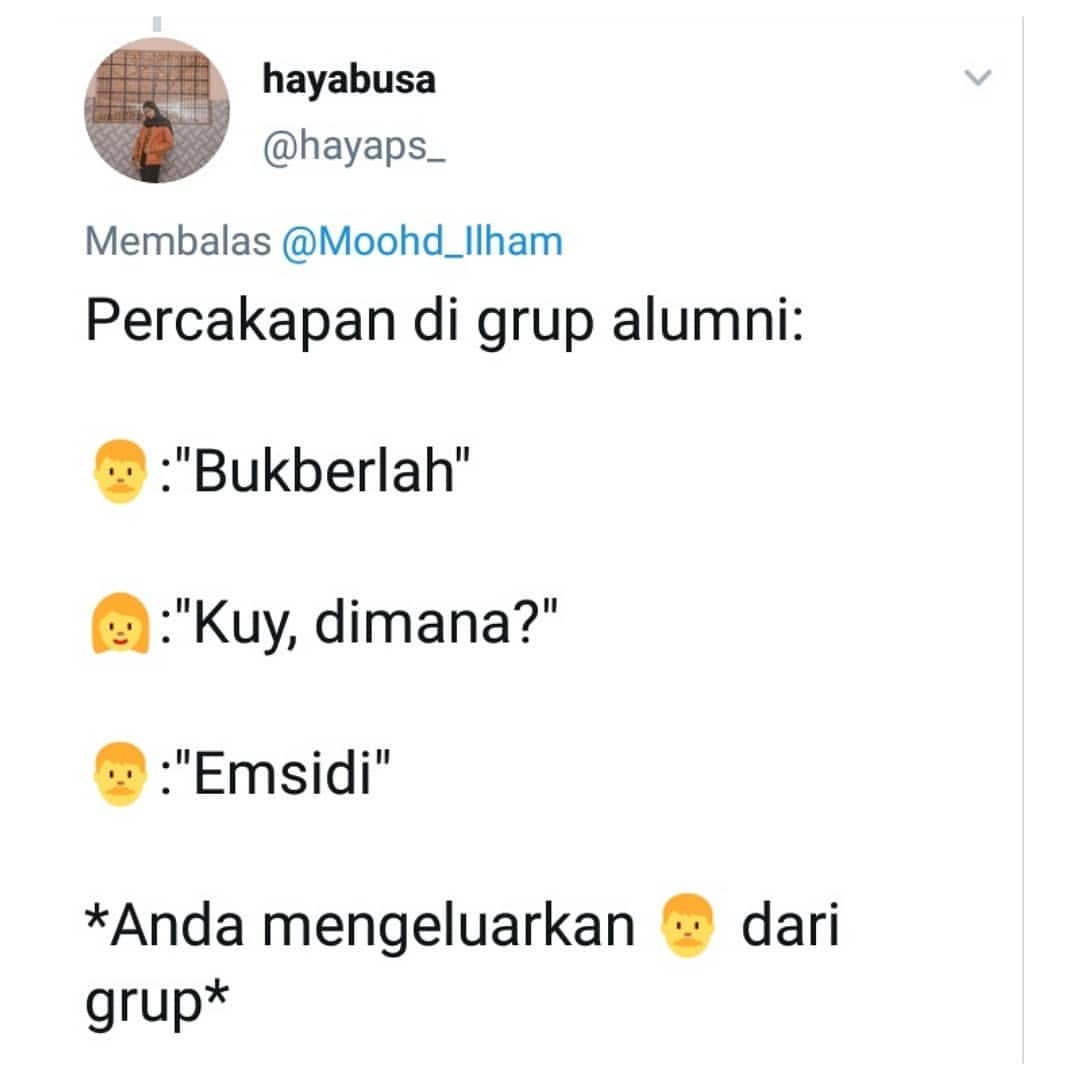 hayabusa
@hayaps_
Membalas @Moohd_Ilham
Percakapan di grup alumni:
👨:"Bukberlah"
👩:"Kuy, dimana?"
👨:"Emsidi"
*Anda mengeluarkan 👨 dari
grup*